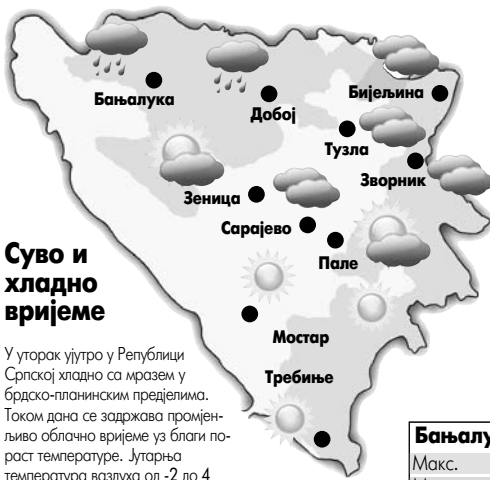 Бањалука
Добој
Бијељина
Тузла
Зворник
Зеница
Сарајево
Пале
Мостар
Требиње
Суво и
хладно
вријеме
У уторак ујутро у Републици
Српској хладно са мразем у
брдско-планинским предјелима.
Током дана се задржава промјен-
љиво облачно вријеме уз благи по-
раст температуре. Јутарња
температура ваздуха од -2 до 4
Макс.